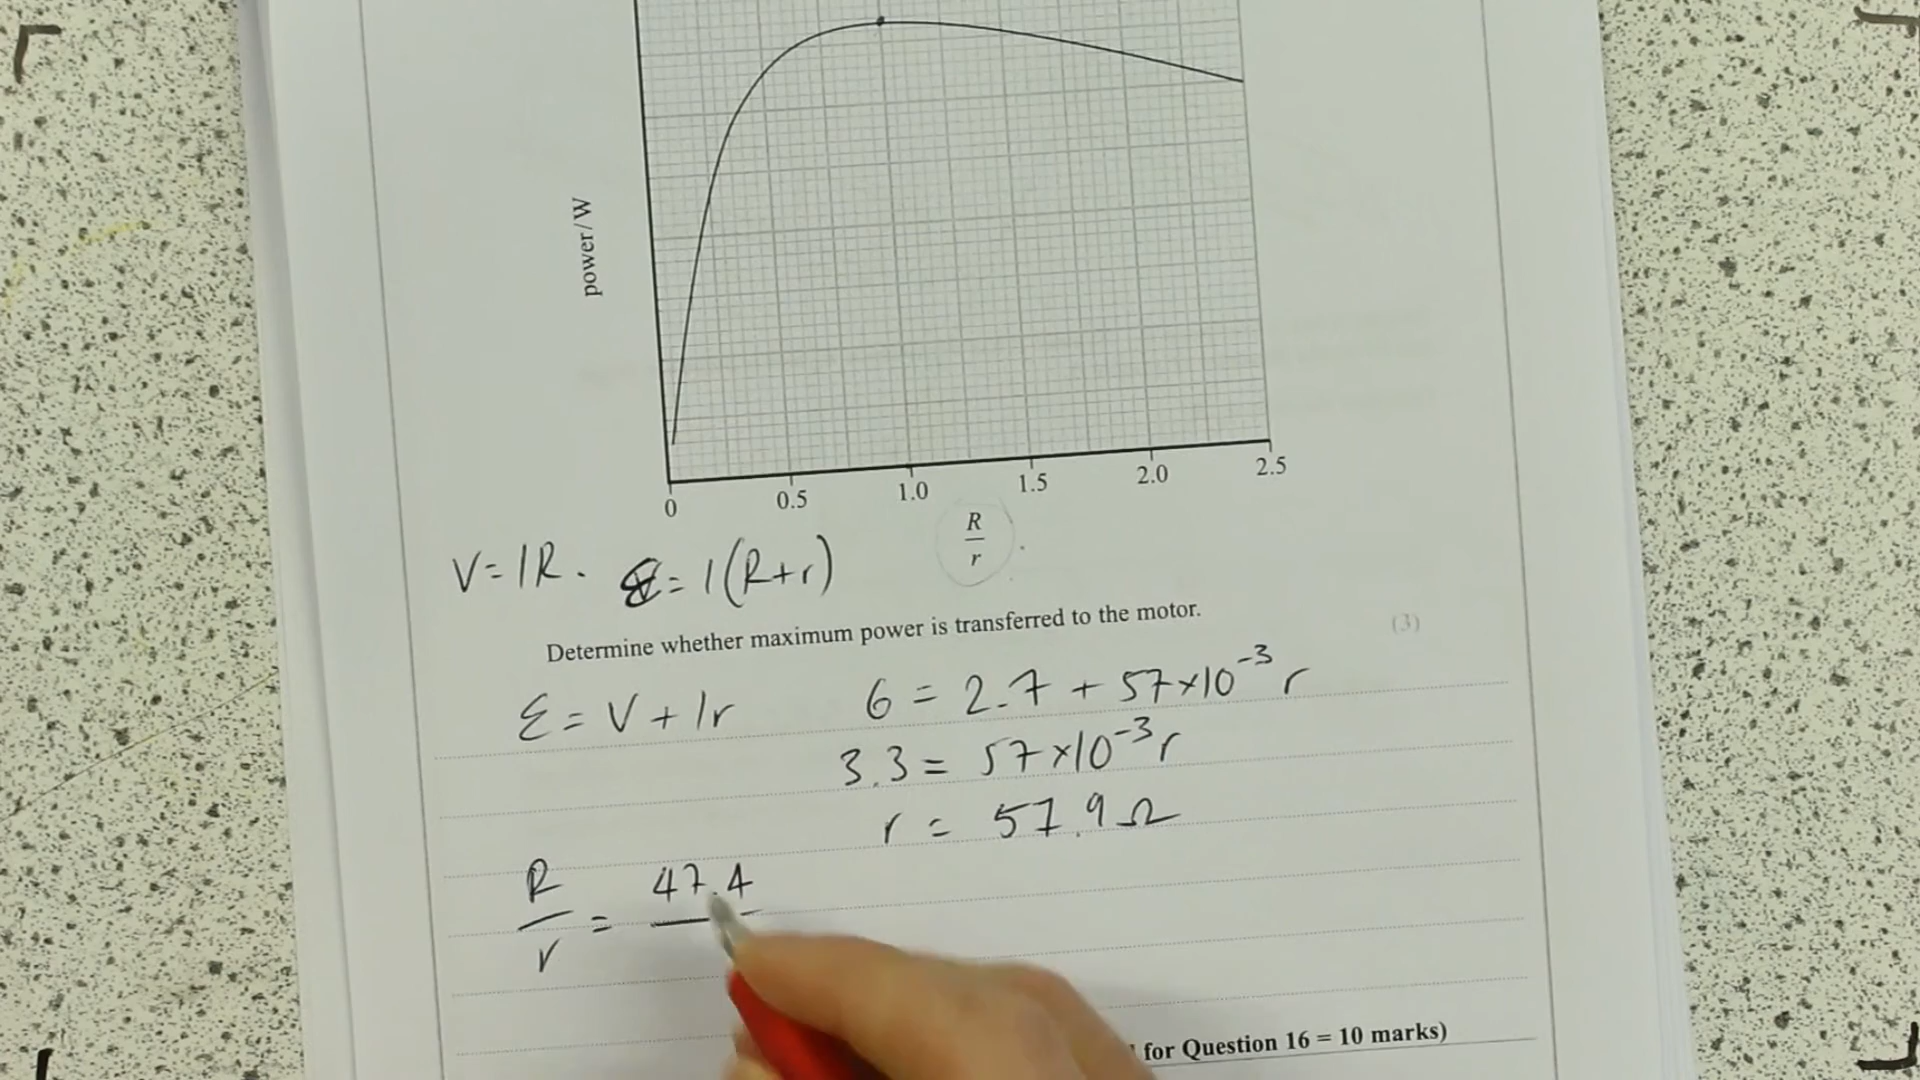 power/W
0 0.5 1.0 1.5 2.0 2.5
R
r
V = IR. ε = I(R+r)
Determine whether maximum power is transferred to the motor.
(3)
ε = V + Ir 6 = 2.7 + 57×10⁻³ r
3.3 = 57×10⁻³ r
r = 57.9 Ω
R/r = 47.4
for Question 16 = 10 marks)